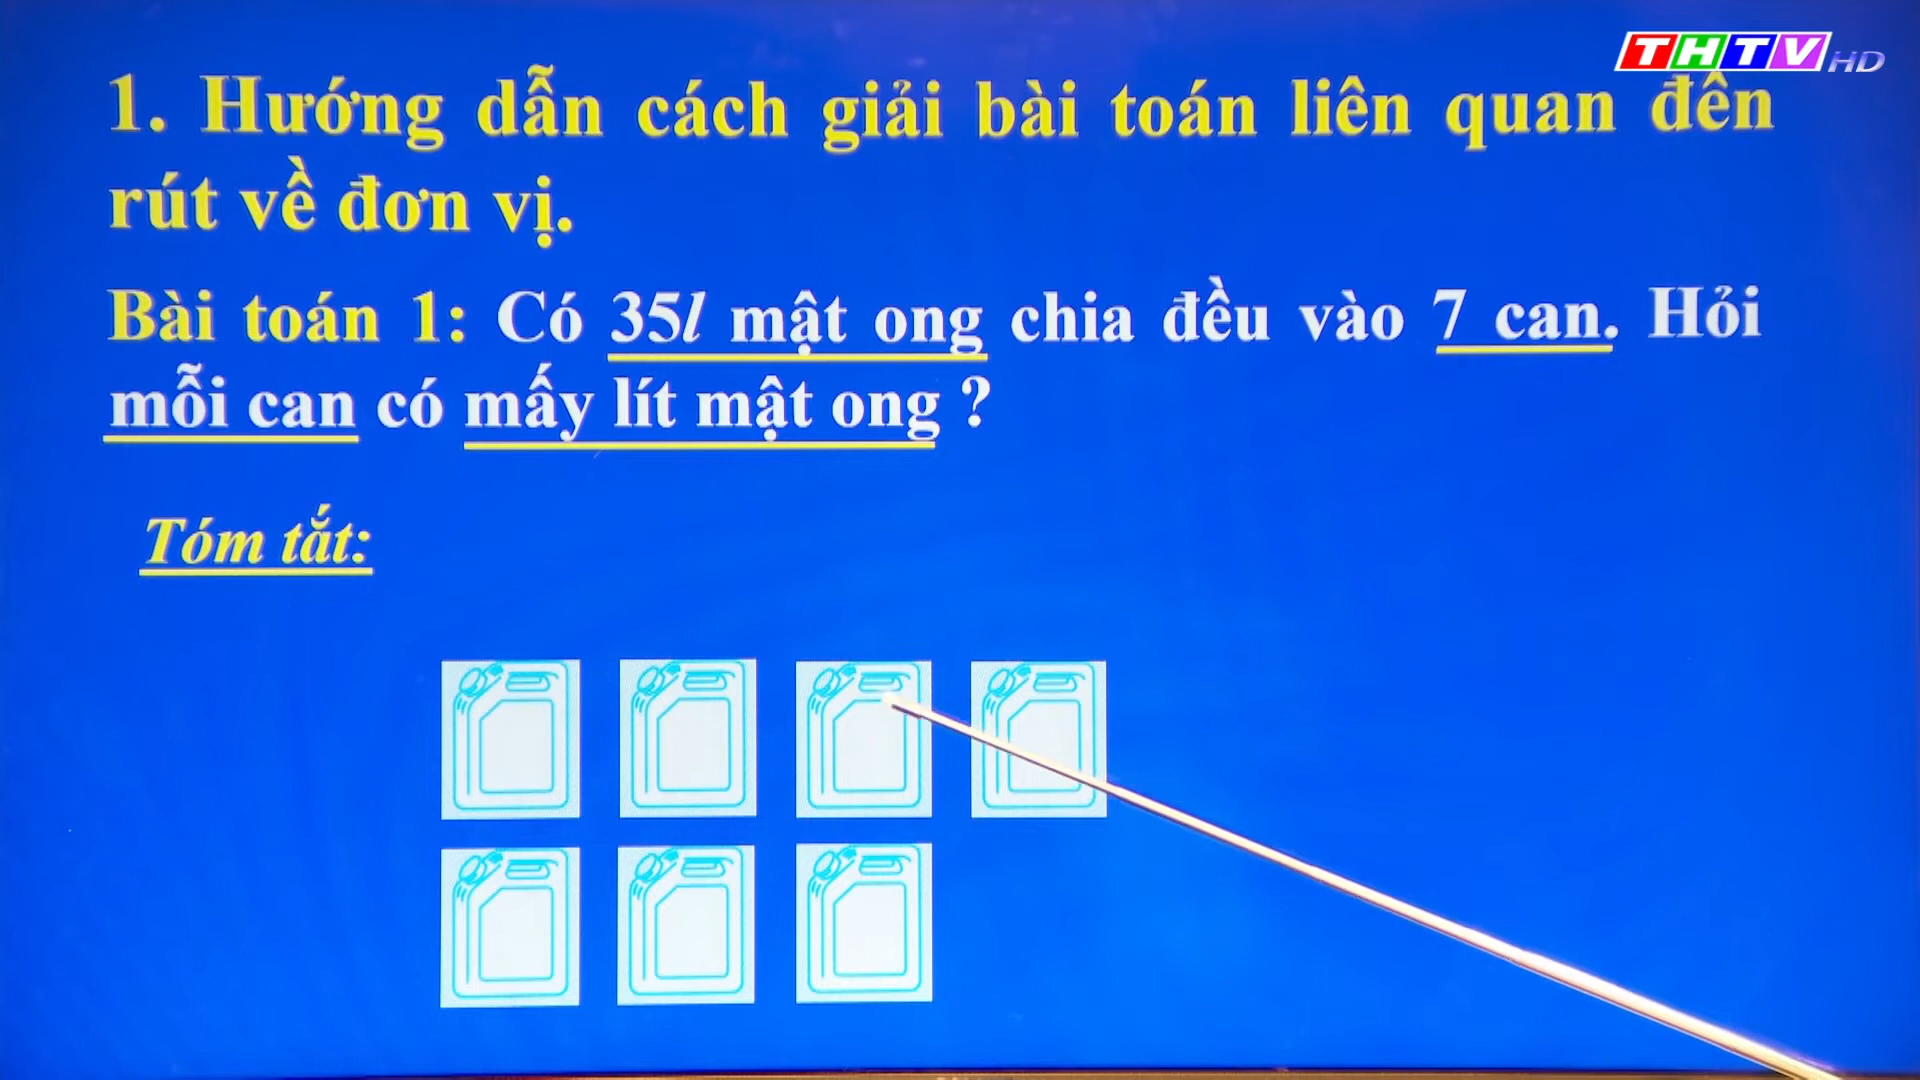 THTV HD
1. Hướng dẫn cách giải bài toán liên quan đến
rút về đơn vị.
Bài toán 1: Có 35l mật ong chia đều vào 7 can. Hỏi
mỗi can có mấy lít mật ong ?
Tóm tắt: